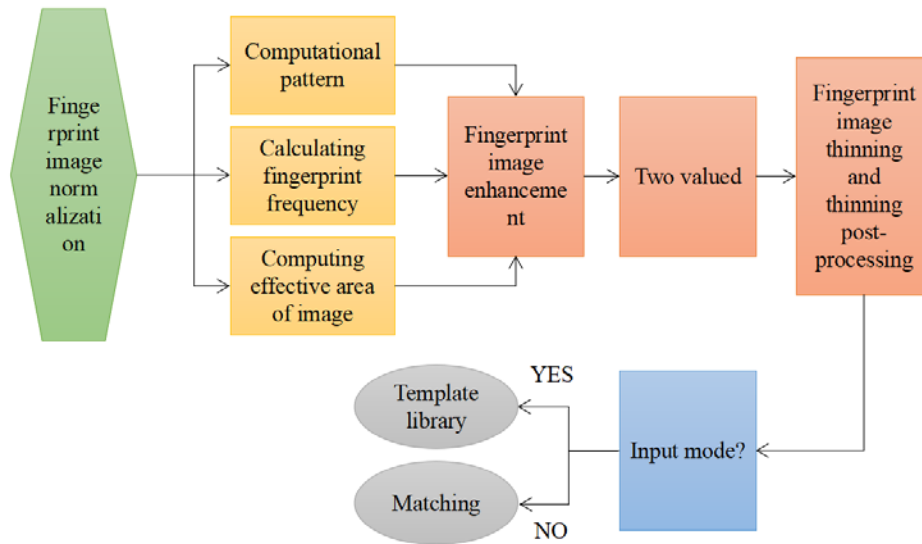 Finge
rprint
image
norm
alizati
on
Computational
pattern
Calculating
fingerprint
frequency
Computing
effective area
of image
Fingerprint
image
enhanceme
nt
Two valued
Fingerprint
image
thinning
and
thinning
post-
processing
Input mode?
YES
Template
library
Matching
NO